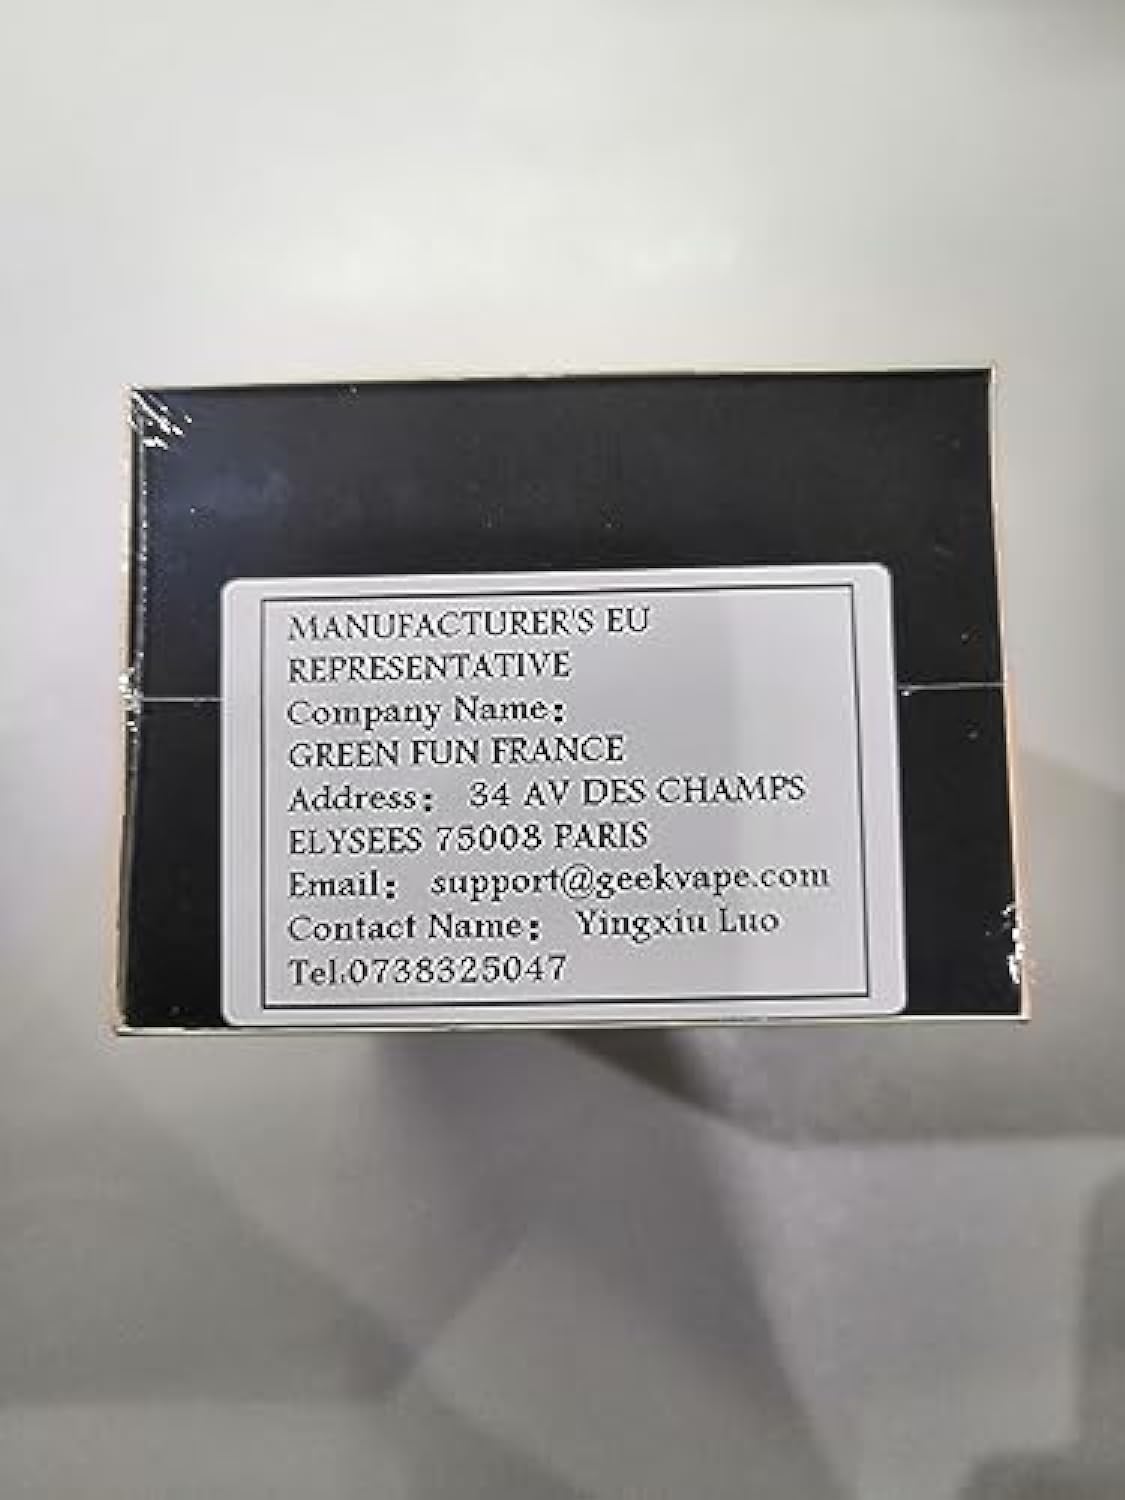 MANUFACTURER'S EU
REPRESENTATIVE
Company Name：
GREEN FUN FRANCE
Address： 34 AV DES CHAMPS
ELYSEES 75008 PARIS
Email： support@geekvape.com
Contact Name： Yingxiu Luo
Tel.0738325047